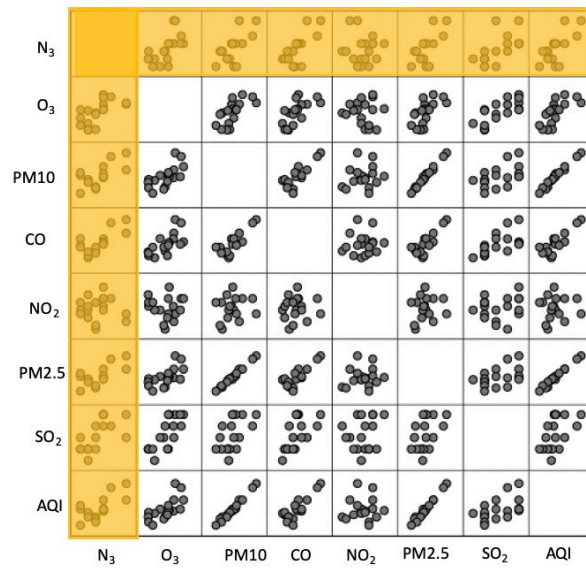 N₃
O₃
PM10
CO
NO₂
PM2.5
SO₂
AQI
N₃ O₃ PM10 CO NO₂ PM2.5 SO₂ AQI